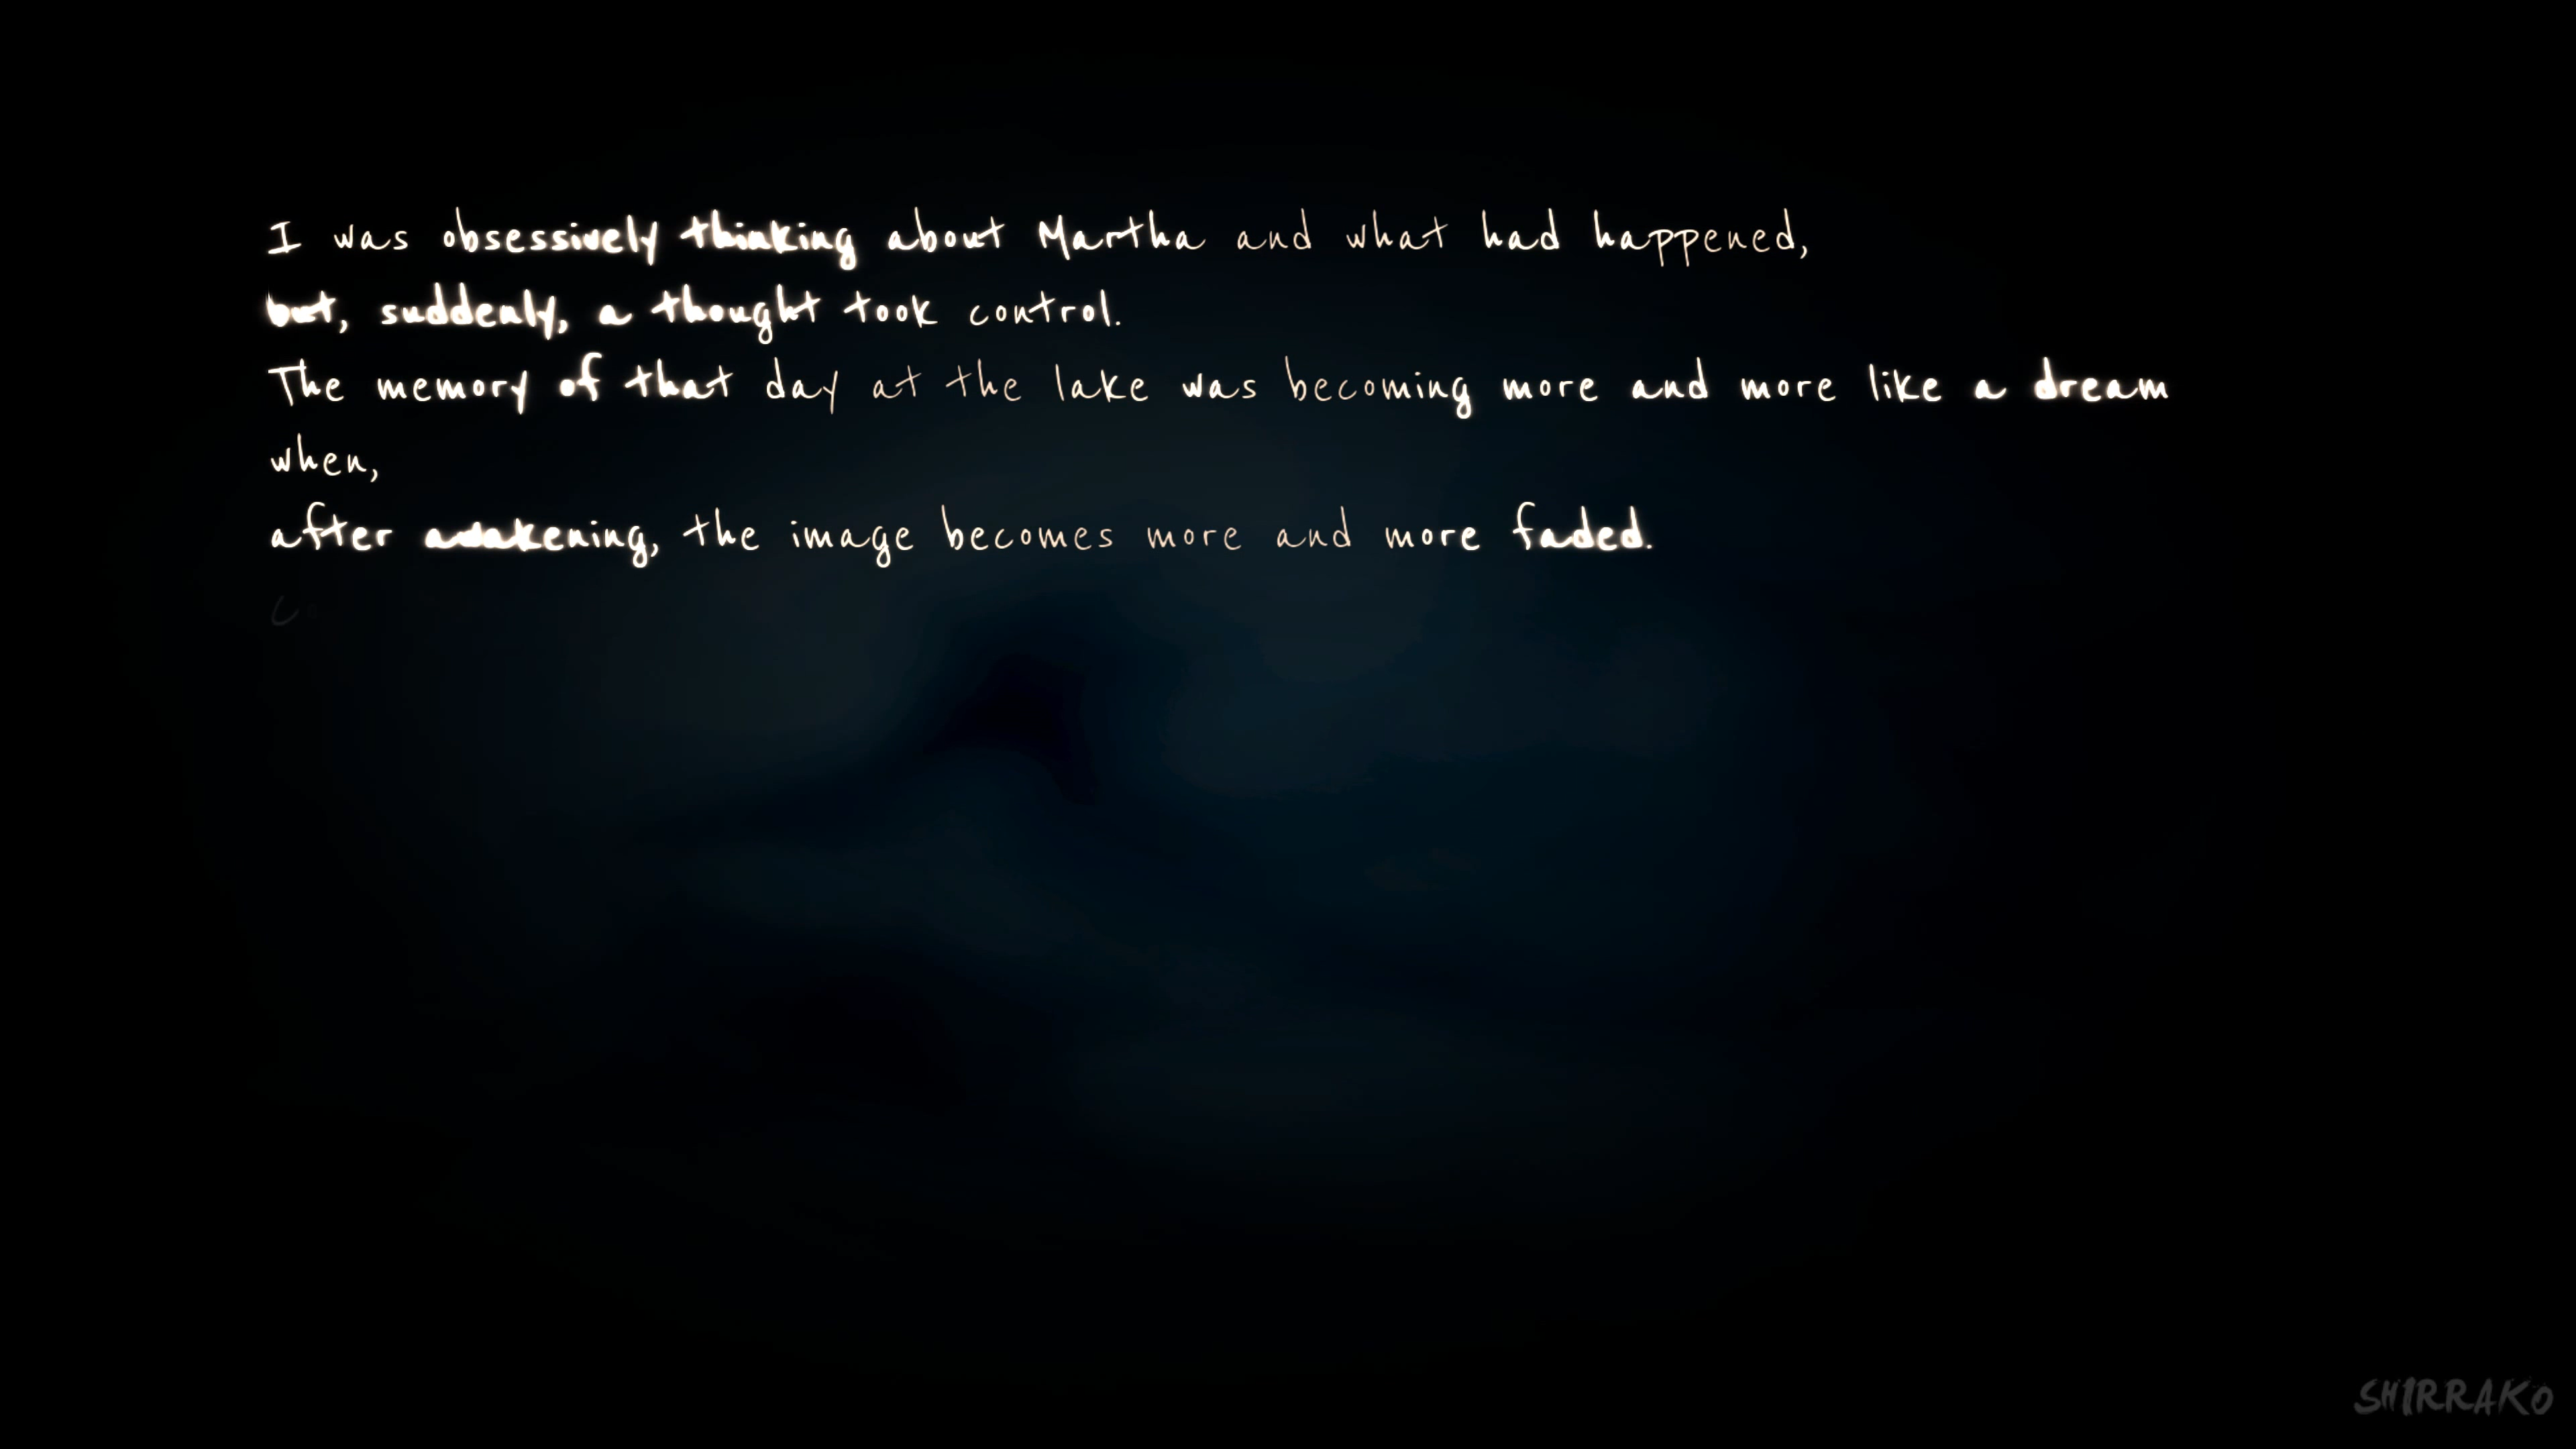 I was obsessively thinking about Martha and what had happened,
but, suddenly, a thought took control.
The memory of that day at the lake was becoming more and more like a dream
when,
after awakening, the image becomes more and more faded.
SHIRRAKO